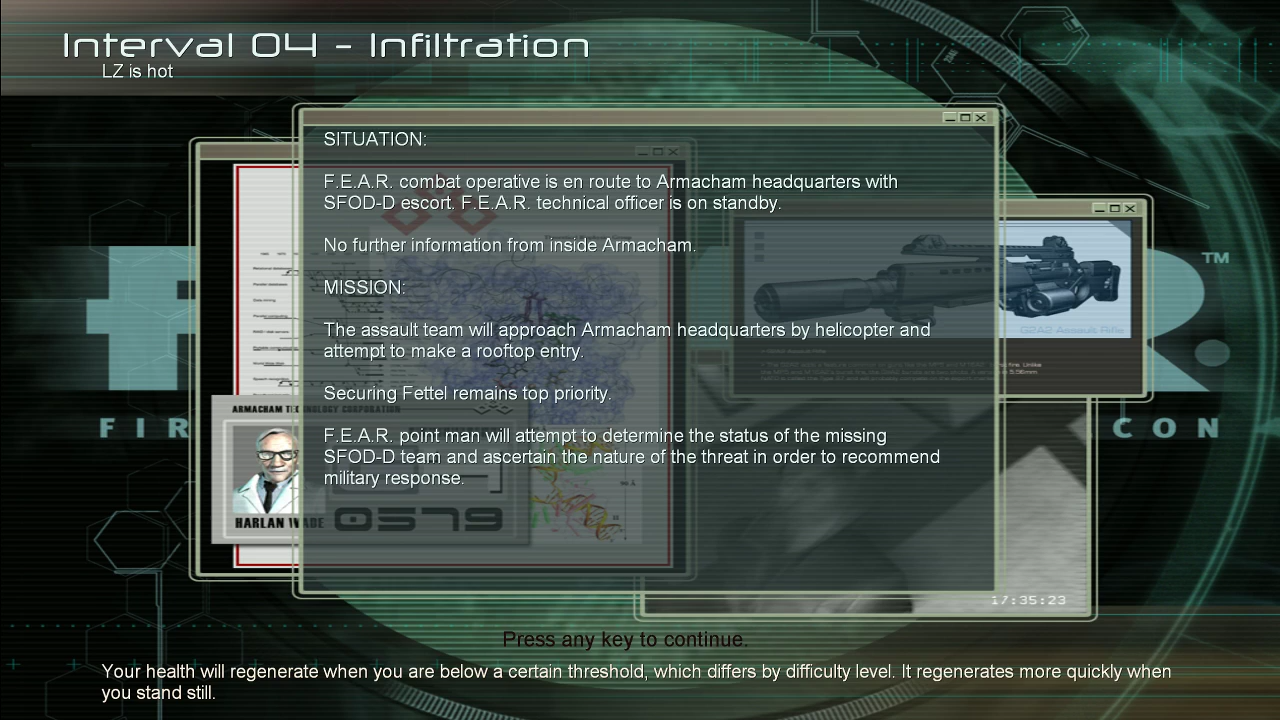 Interval 04 - Infiltration
LZ is hot
SITUATION:
F.E.A.R. combat operative is en route to Armacham headquarters with
SFOD-D escort. F.E.A.R. technical officer is on standby.
No further information from inside Armacham.
MISSION:
The assault team will approach Armacham headquarters by helicopter and
attempt to make a rooftop entry.
Securing Fettel remains top priority.
F.E.A.R. point man will attempt to determine the status of the missing
SFOD-D team and ascertain the nature of the threat in order to recommend
military response.
ARMACHAM TECHNOLOGY CORPORATION
HARLAN WADE
0579
G2A2 Assault Rifle
TM
FIR
CON
17:35:23
Press any key to continue.
Your health will regenerate when you are below a certain threshold, which differs by difficulty level. It regenerates more quickly when
you stand still.